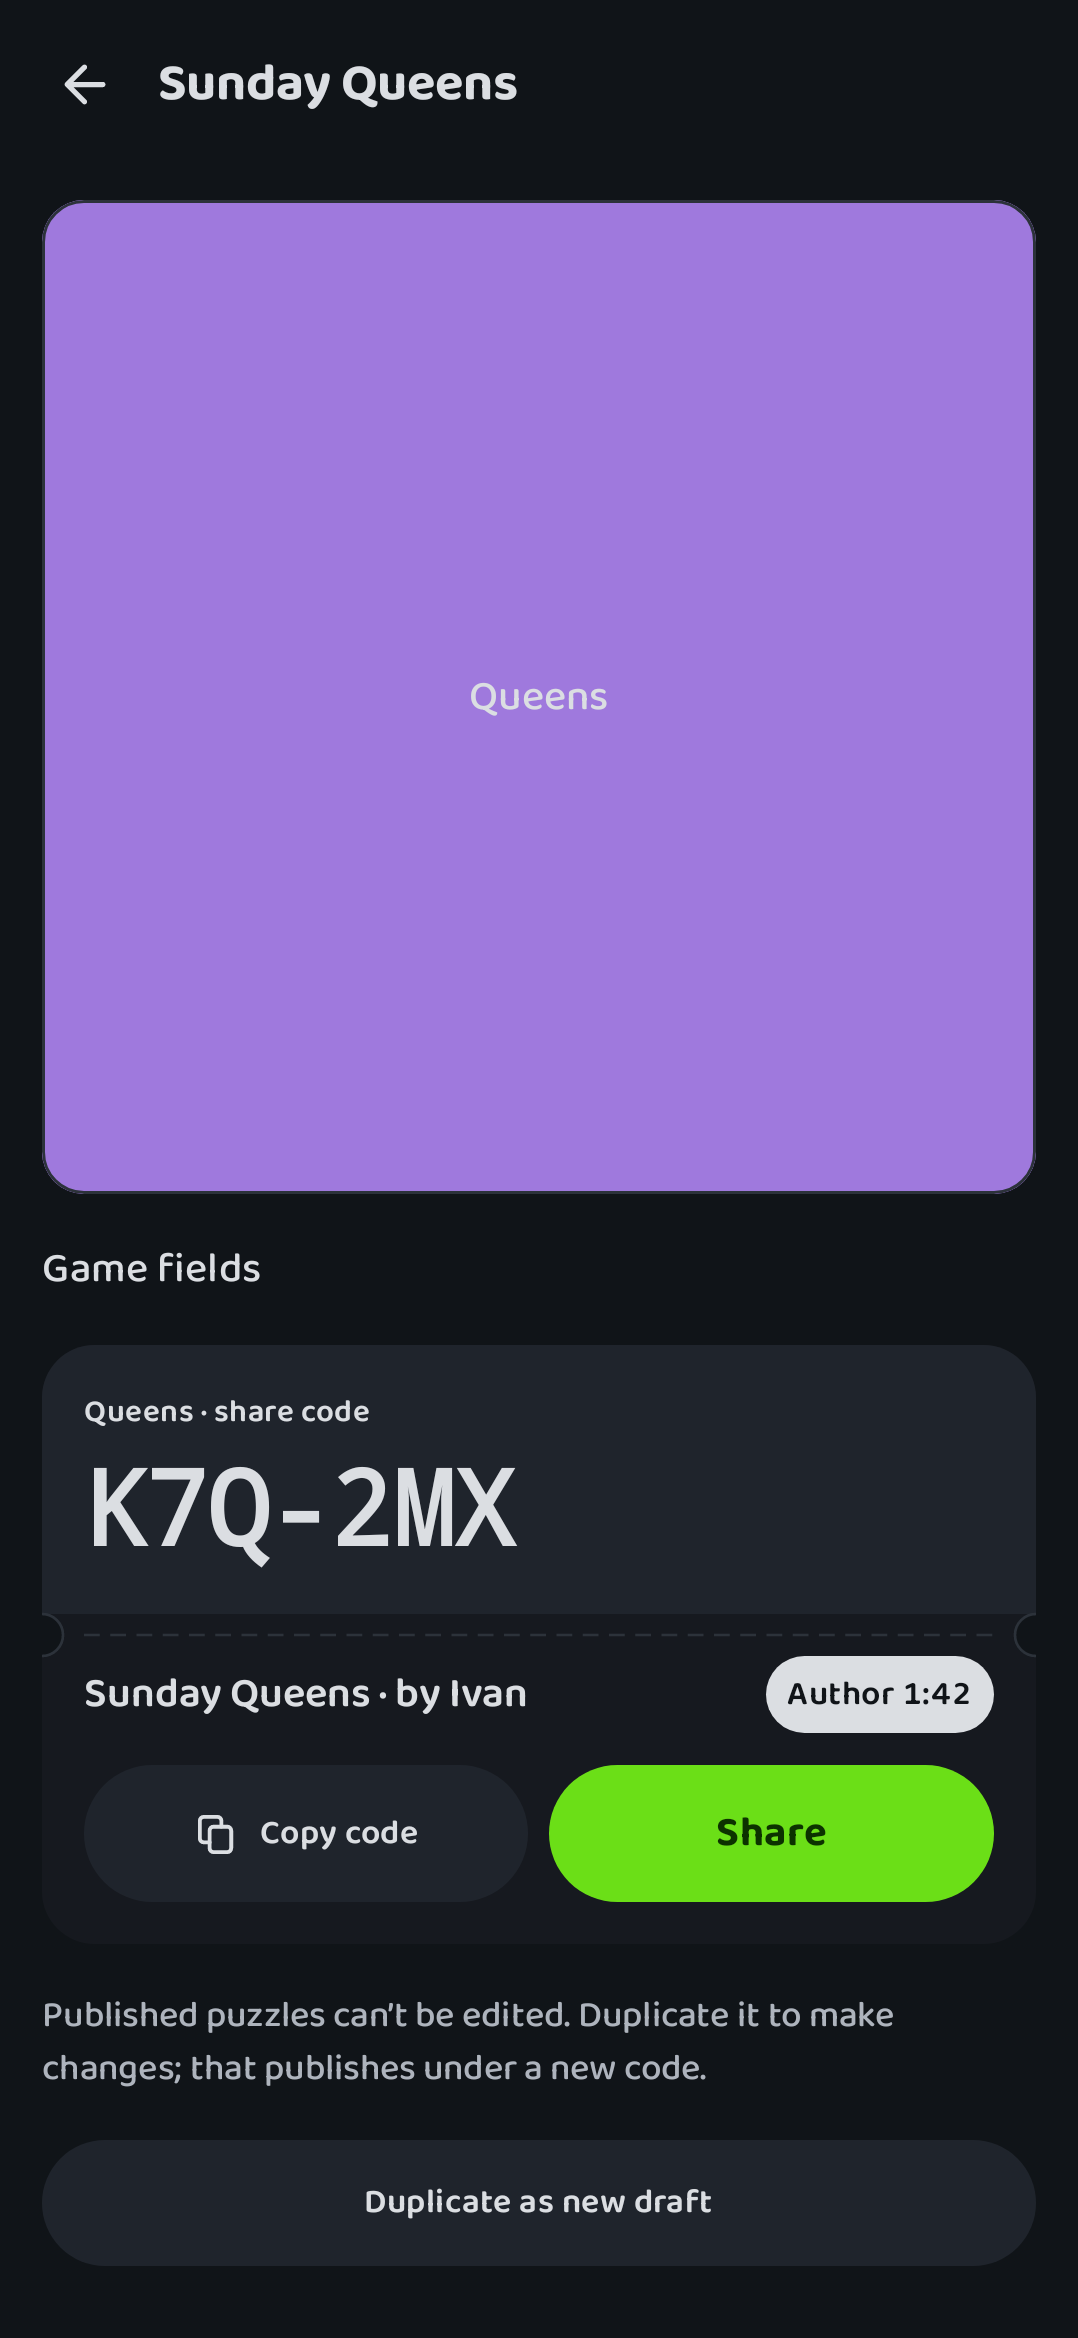 Sunday Queens
Queens
Game fields
Queens · share code
K7Q-2MX
Sunday Queens · by Ivan
Author 1:42
Copy code
Share
Published puzzles can't be edited. Duplicate it to make
changes; that publishes under a new code.
Duplicate as new draft